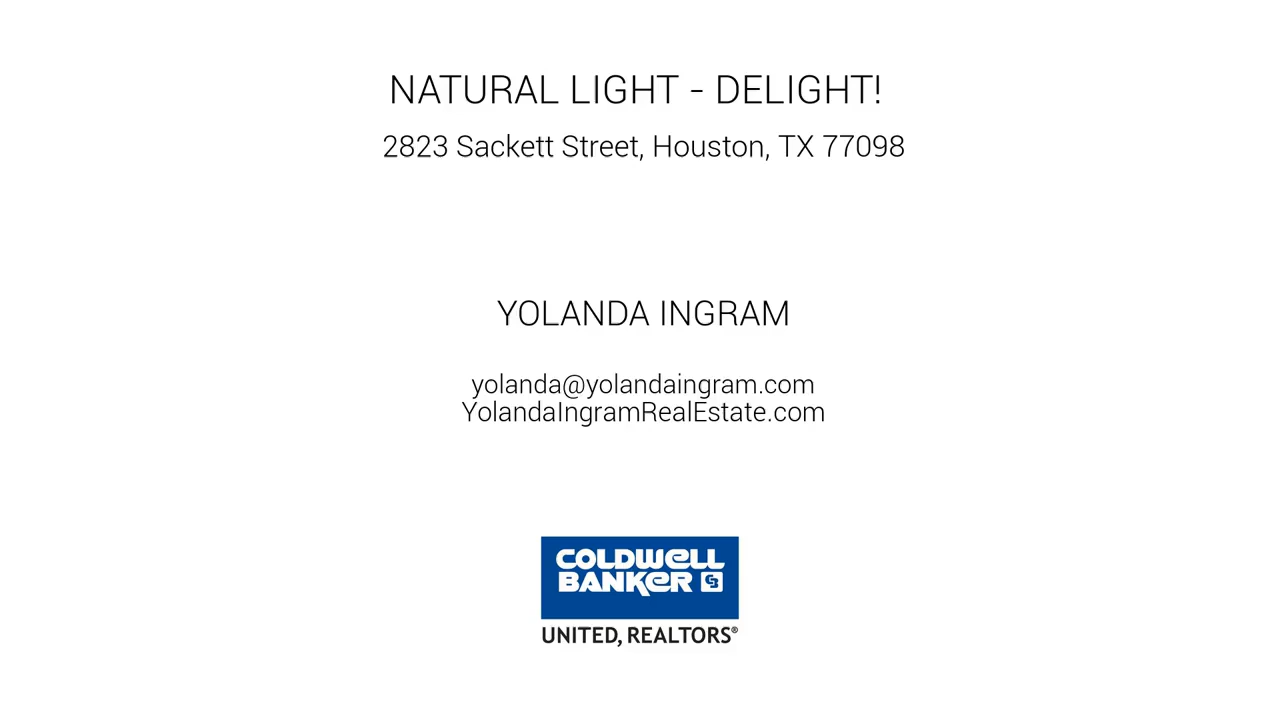 NATURAL LIGHT - DELIGHT!
2823 Sackett Street, Houston, TX 77098
YOLANDA INGRAM
yolanda@yolandaingram.com
YolandaIngramRealEstate.com
COLDWELL
BANKER CB
UNITED, REALTORS®